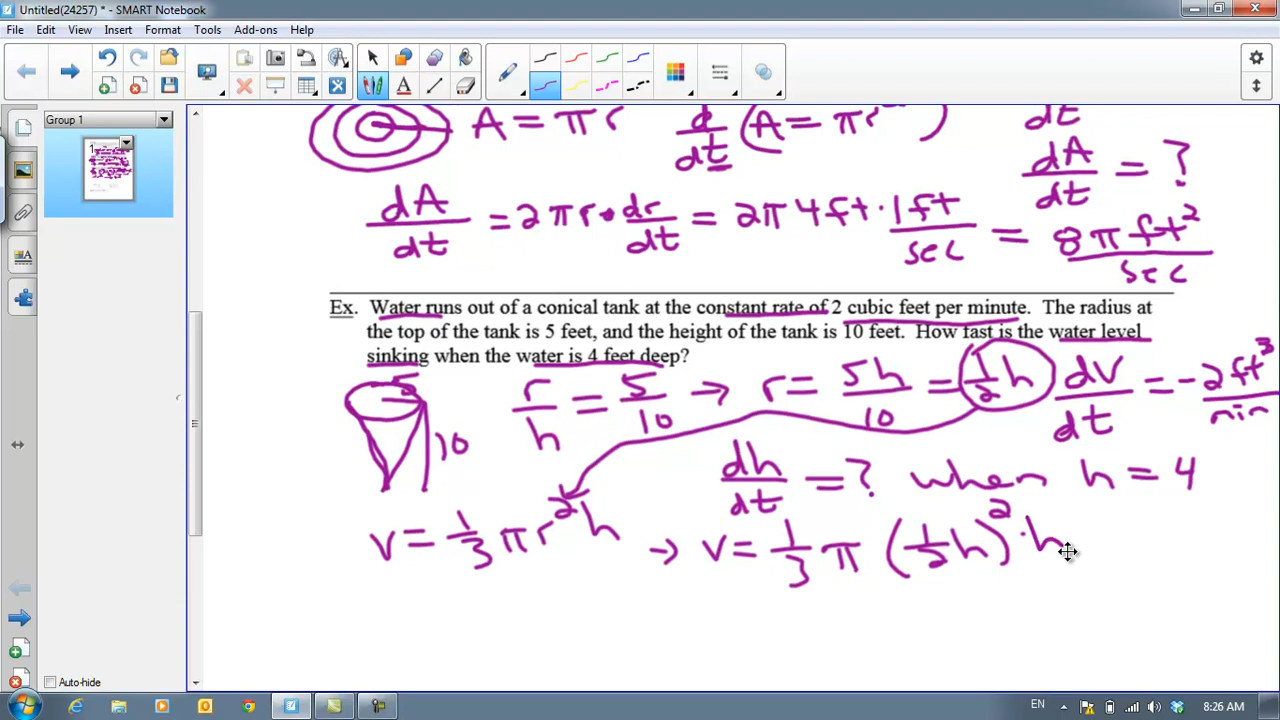 Untitled(24257) * - SMART Notebook
File Edit View Insert Format Tools Add-ons Help
Group 1
1
A = πr d/dt (A = πr ) dt
dA/dt = ?
dA/dt = 2πr · dr/dt = 2π 4ft · 1ft/sec = 8π ft²/sec
Ex. Water runs out of a conical tank at the constant rate of 2 cubic feet per minute. The radius at
the top of the tank is 5 feet, and the height of the tank is 10 feet. How fast is the water level
sinking when the water is 4 feet deep?
5
10
r/h = 5/10 → r = 5h/10 = 1/2 h dV/dt = -2ft³/min
dh/dt = ? when h = 4
v = 1/3 πr²h → v = 1/3 π (1/2 h)² · h
Auto-hide
EN 8:26 AM